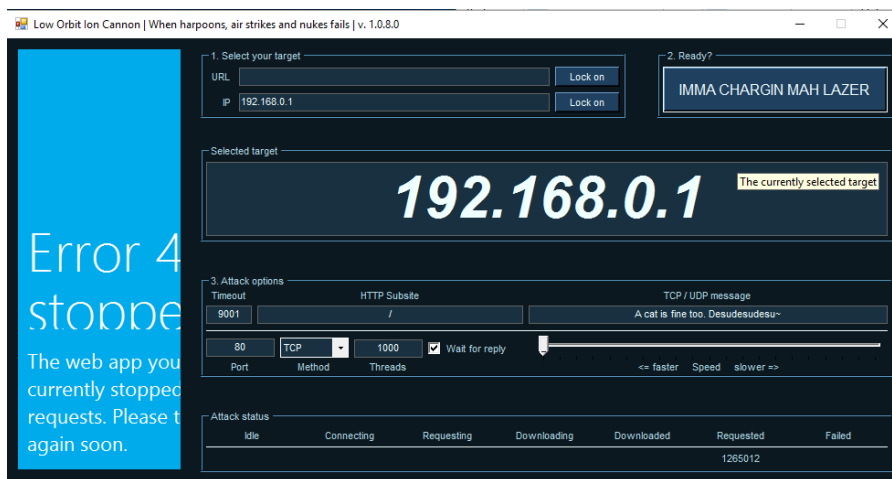 Low Orbit Ion Cannon | When harpoons, air strikes and nukes fails | v. 1.0.8.0
Error 4
stoppe
The web app you
currently stopped
requests. Please t
again soon.
1. Select your target
URL Lock on
IP 192.168.0.1 Lock on
2. Ready?
IMMA CHARGIN MAH LAZER
Selected target
192.168.0.1
The currently selected target
3. Attack options
Timeout HTTP Subsite TCP / UDP message
9001 / A cat is fine too. Desudesudesu~
80 TCP 1000 Wait for reply
Port Method Threads <= faster Speed slower =>
Attack status
Idle Connecting Requesting Downloading Downloaded Requested Failed
1265012